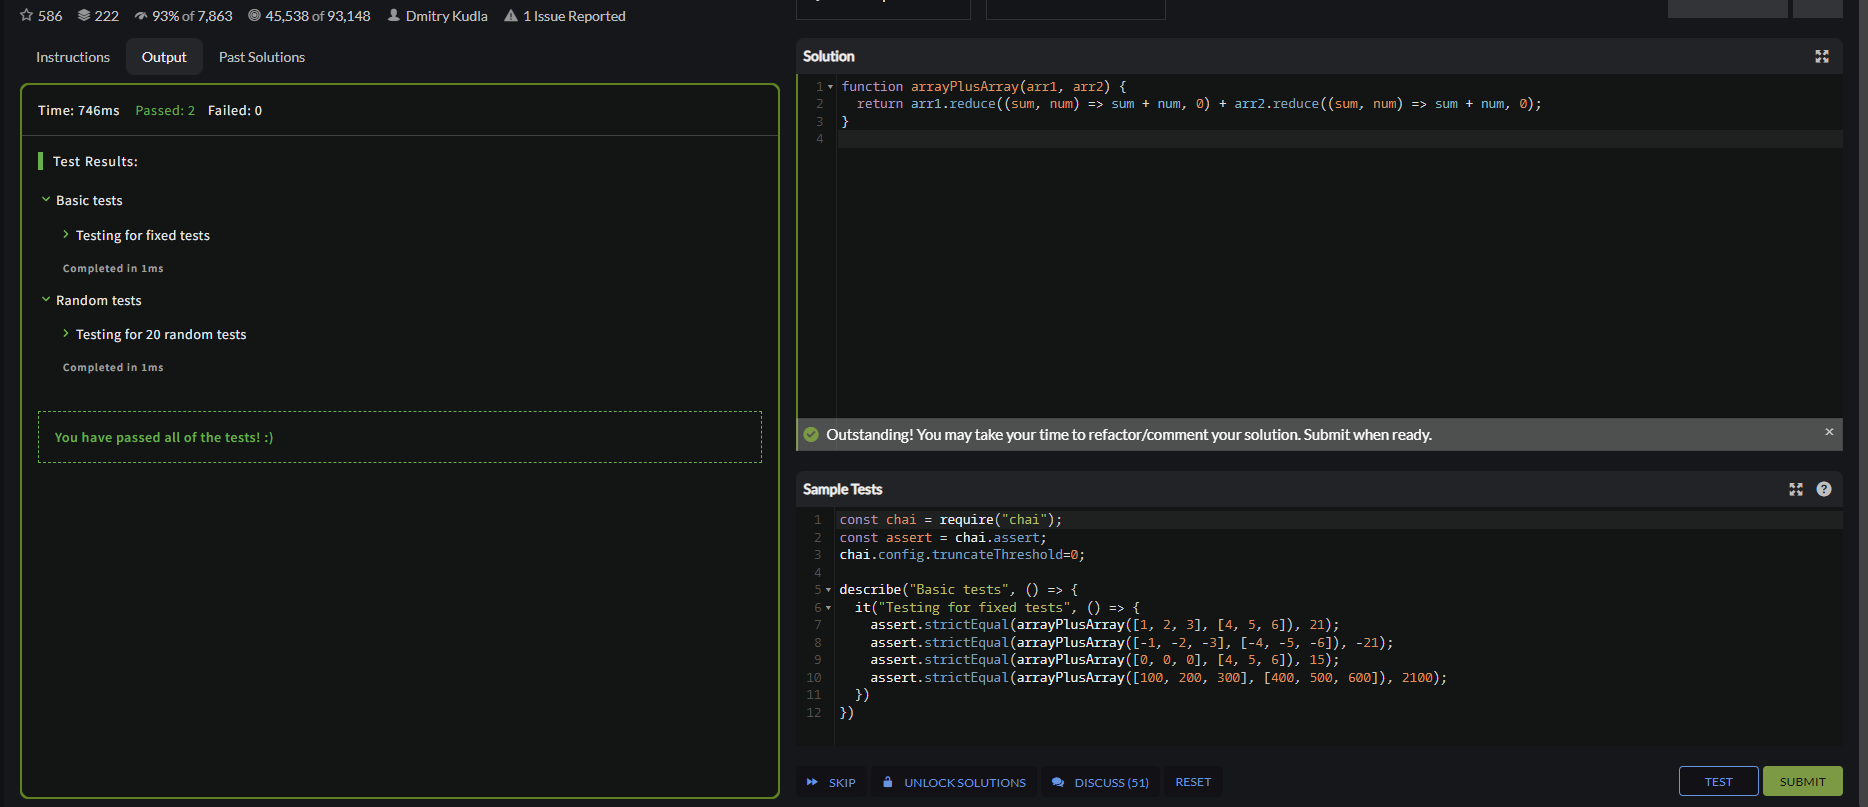 586 222 93% of 7,863 45,538 of 93,148 Dmitry Kudla 1 Issue Reported
Instructions Output Past Solutions
Time: 746ms Passed: 2 Failed: 0
Test Results:
Basic tests
Testing for fixed tests
Completed in 1ms
Random tests
Testing for 20 random tests
Completed in 1ms
You have passed all of the tests! :)
Solution
1 function arrayPlusArray(arr1, arr2) {
2 return arr1.reduce((sum, num) => sum + num, 0) + arr2.reduce((sum, num) => sum + num, 0);
3 }
4
Outstanding! You may take your time to refactor/comment your solution. Submit when ready.
Sample Tests
1 const chai = require("chai");
2 const assert = chai.assert;
3 chai.config.truncateThreshold=0;
4
5 describe("Basic tests", () => {
6 it("Testing for fixed tests", () => {
7 assert.strictEqual(arrayPlusArray([1, 2, 3], [4, 5, 6]), 21);
8 assert.strictEqual(arrayPlusArray([-1, -2, -3], [-4, -5, -6]), -21);
9 assert.strictEqual(arrayPlusArray([0, 0, 0], [4, 5, 6]), 15);
10 assert.strictEqual(arrayPlusArray([100, 200, 300], [400, 500, 600]), 2100);
11 })
12 })
SKIP UNLOCK SOLUTIONS DISCUSS (51) RESET TEST SUBMIT